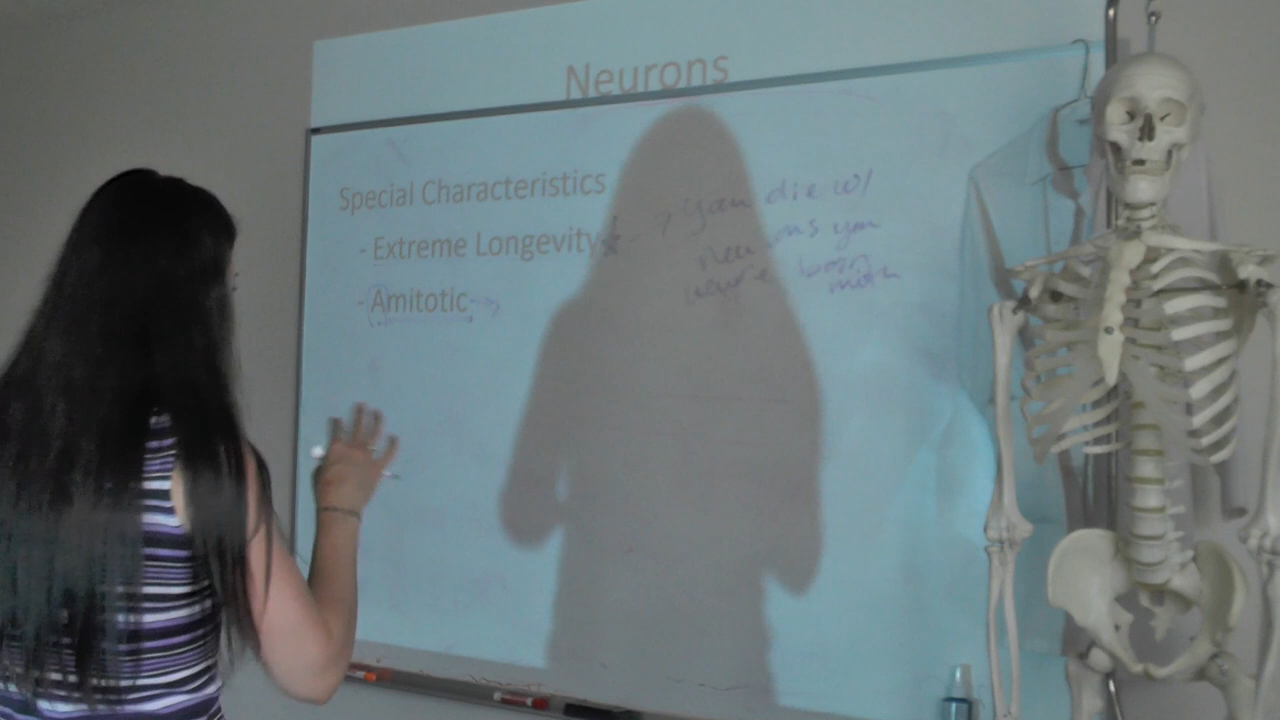 Neurons
Special Characteristics
- Extreme Longevity * → you die w/
neurons you
were born
with
- Amitotic →